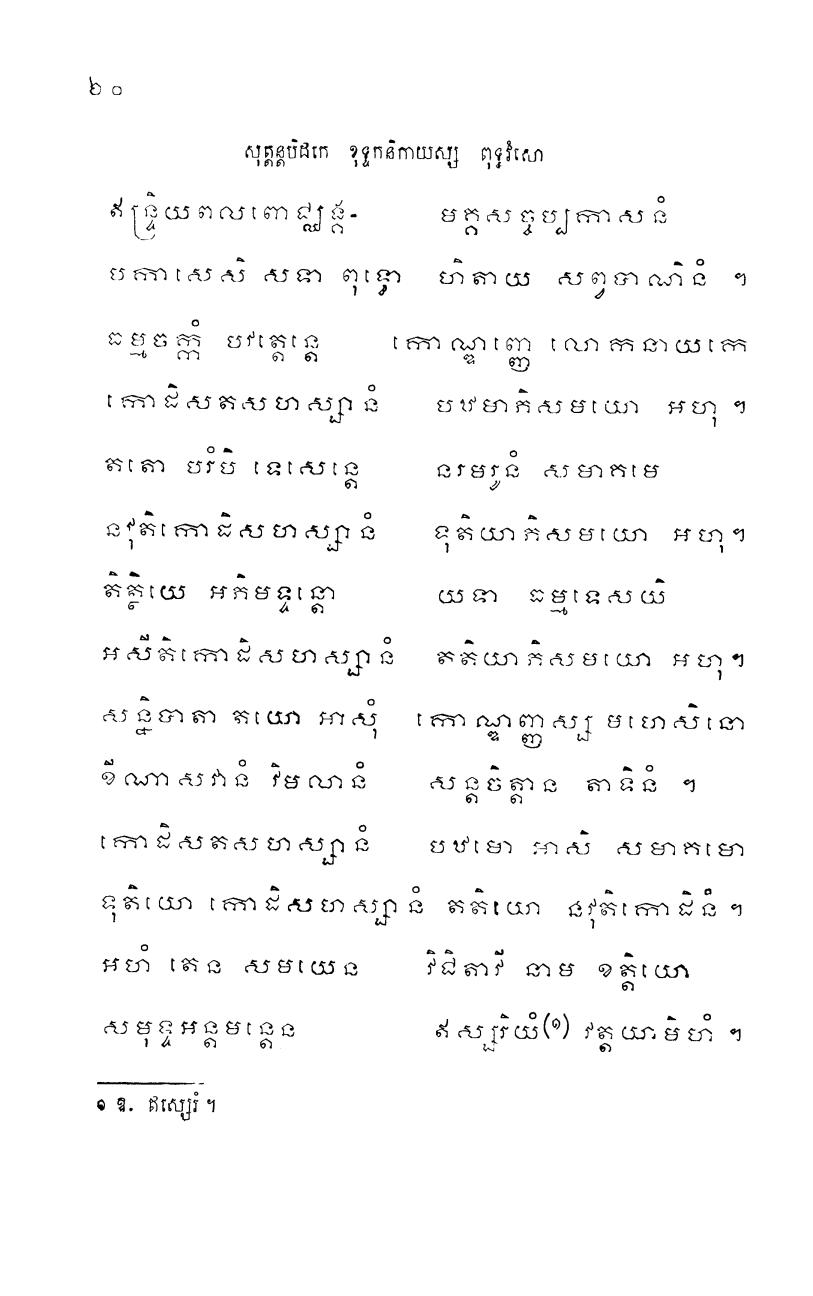 ២០
សុត្តន្តបិដកេ ខុទ្ទកនិកាយស្ស ពុទ្ធវំសោ
ឥន្ទ្រិយពលពោជ្ឈង្គ- មគ្គសច្ចប្បកាសនំ
បកាសេសិ សទា ពុទ្ធោ ហិតាយ សព្វបាណិនំ ។
ធម្មចក្កំ បវត្តេន្តេ កោណ្ឌញ្ញេ លោកនាយកេ
កោដិសតសហស្សានំ បឋមាភិសមយោ អហុ ។
តតោ បរំបិ ទេសេន្តេ នរមរូនំ សមាគមេ
នវុតិកោដិសហស្សានំ ទុតិយាភិសមយោ អហុ។
តិត្ថិយេ អភិមទ្ទន្តោ យទា ធម្មទេសយិ
អសីតិកោដិសហស្សានំ តតិយាភិសមយោ អហុ។
សន្និបាតា តយោ អាសុំ កោណ្ឌញ្ញស្ស មហេសិនោ
ខីណាសវានំ វិមលានំ សន្តចិត្តាន តាទិនំ ។
កោដិសតសហស្សានំ បឋមោ អាសិ សមាគមោ
ទុតិយោ កោដិសហស្សានំ តតិយោ នវុតិកោដិនំ ។
អហំ តេន សមយេន វិជិតាវី នាម ខត្តិយោ
សមុទ្ទអន្តមន្តេន ឥស្សរិយំ(១) វត្តយាមិហំ ។
១ ឱ. ឥស្សេរំ ។